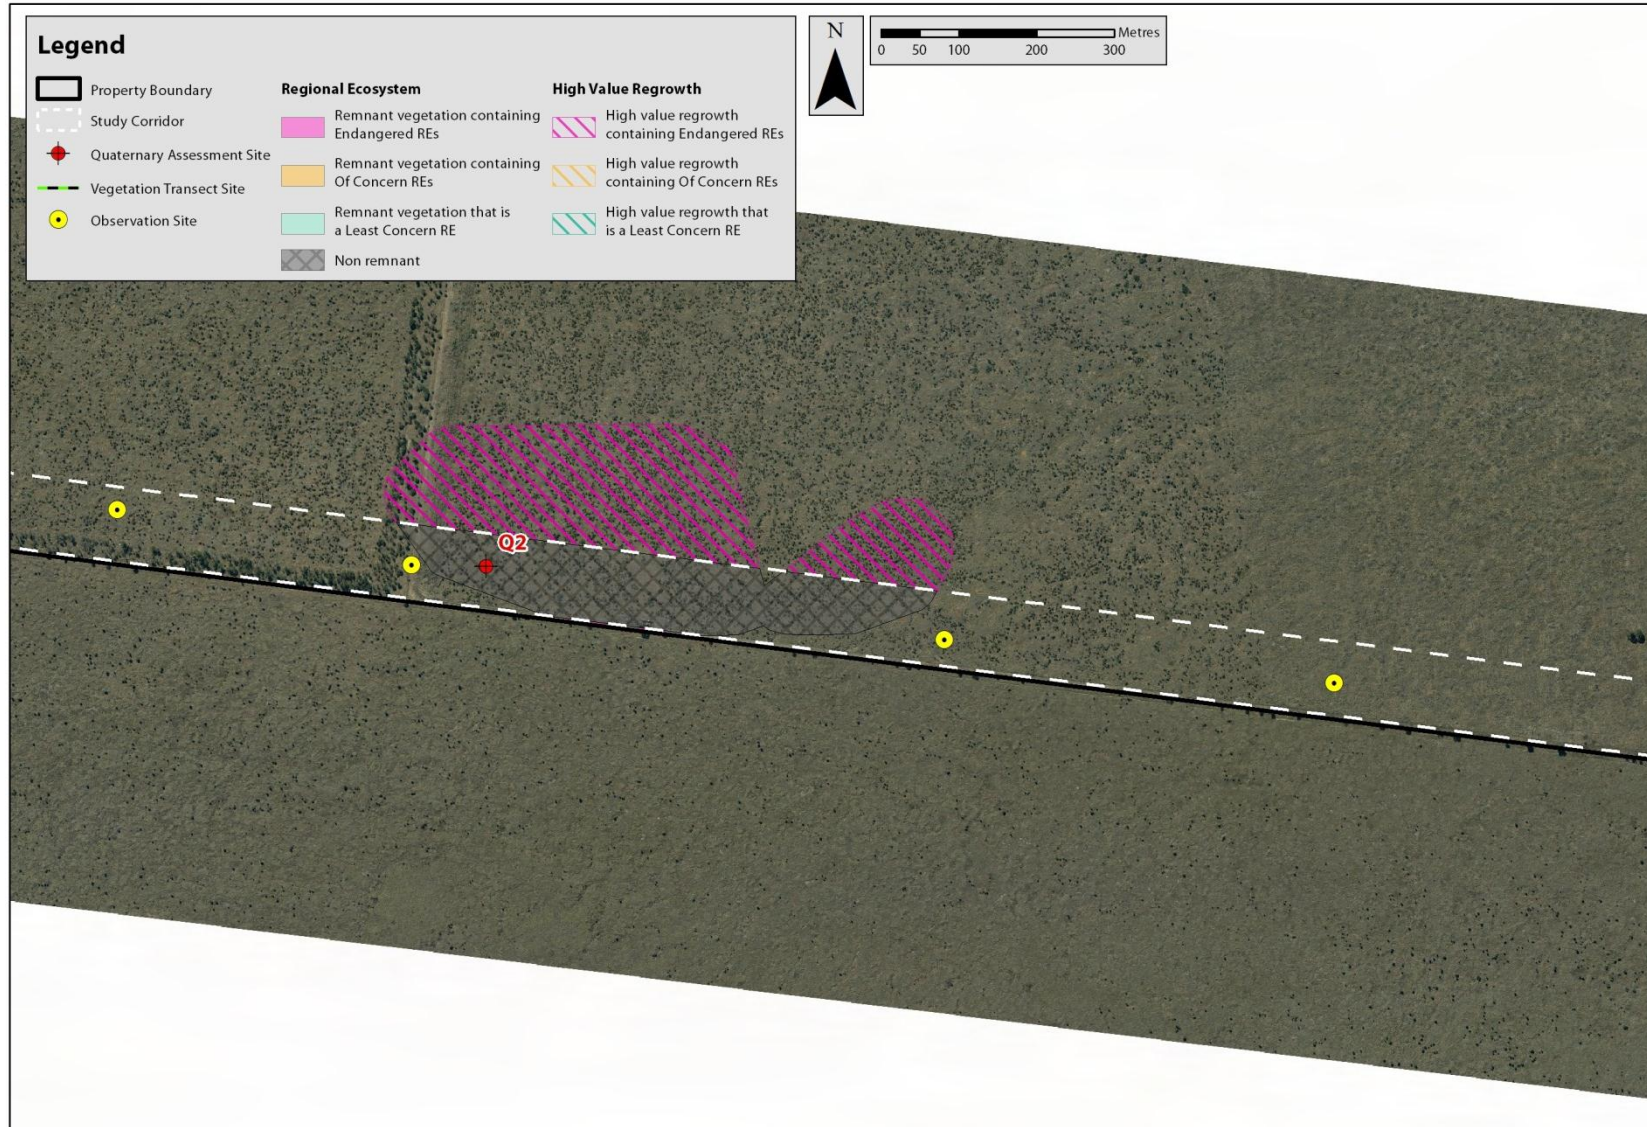 Legend
Property Boundary
Study Corridor
Quaternary Assessment Site
Vegetation Transect Site
Observation Site
Regional Ecosystem
Remnant vegetation containing
Endangered REs
Remnant vegetation containing
Of Concern REs
Remnant vegetation that is
a Least Concern RE
Non remnant
High Value Regrowth
High value regrowth
containing Endangered REs
High value regrowth
containing Of Concern REs
High value regrowth that
is a Least Concern RE
N
Metres
0 50 100 200 300
Q2